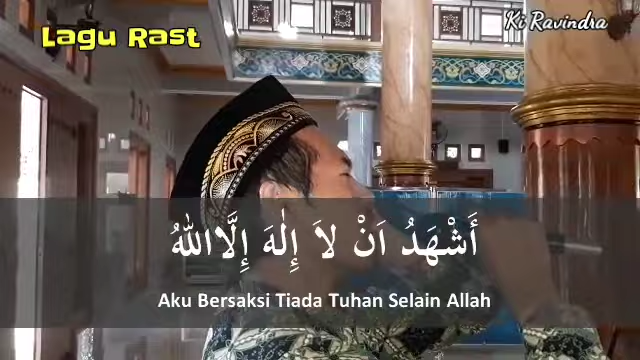 Lagu Rast
Ki Ravindra
أَشْهَدُ اَنْ لاَ إِلٰهَ إِلَّااللهُ
Aku Bersaksi Tiada Tuhan Selain Allah